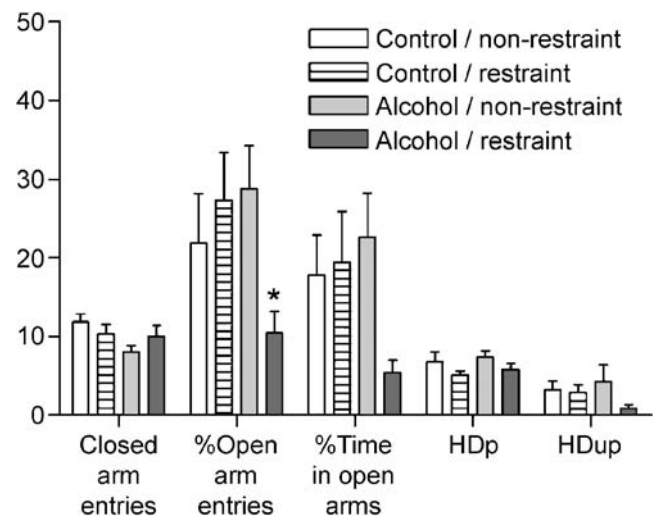 50
40
30
20
10
0
Control / non-restraint
Control / restraint
Alcohol / non-restraint
Alcohol / restraint
*
Closed
arm
entries
%Open
arm
entries
%Time
in open
arms
HDp
HDup